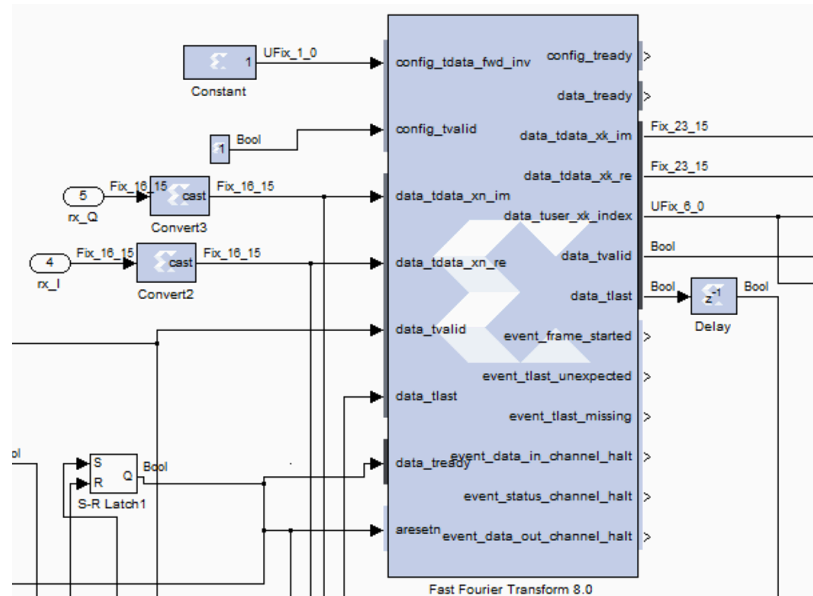 1
UFix_1_0
Constant
1
Bool
5
rx_Q
Fix_16_15
cast
Fix_16_15
Convert3
4
rx_I
Fix_16_15
cast
Fix_16_15
Convert2
S
R
Q
Bool
S-R Latch1
config_tdata_fwd_inv
config_tvalid
data_tdata_xn_im
data_tdata_xn_re
data_tvalid
data_tlast
data_tready
aresetn
config_tready
data_tready
data_tdata_xk_im
data_tdata_xk_re
data_tuser_xk_index
data_tvalid
data_tlast
event_frame_started
event_tlast_unexpected
event_tlast_missing
event_data_in_channel_halt
event_status_channel_halt
event_data_out_channel_halt
Fix_23_15
Fix_23_15
UFix_6_0
Bool
Bool
z-1
Bool
Delay
Fast Fourier Transform 8.0